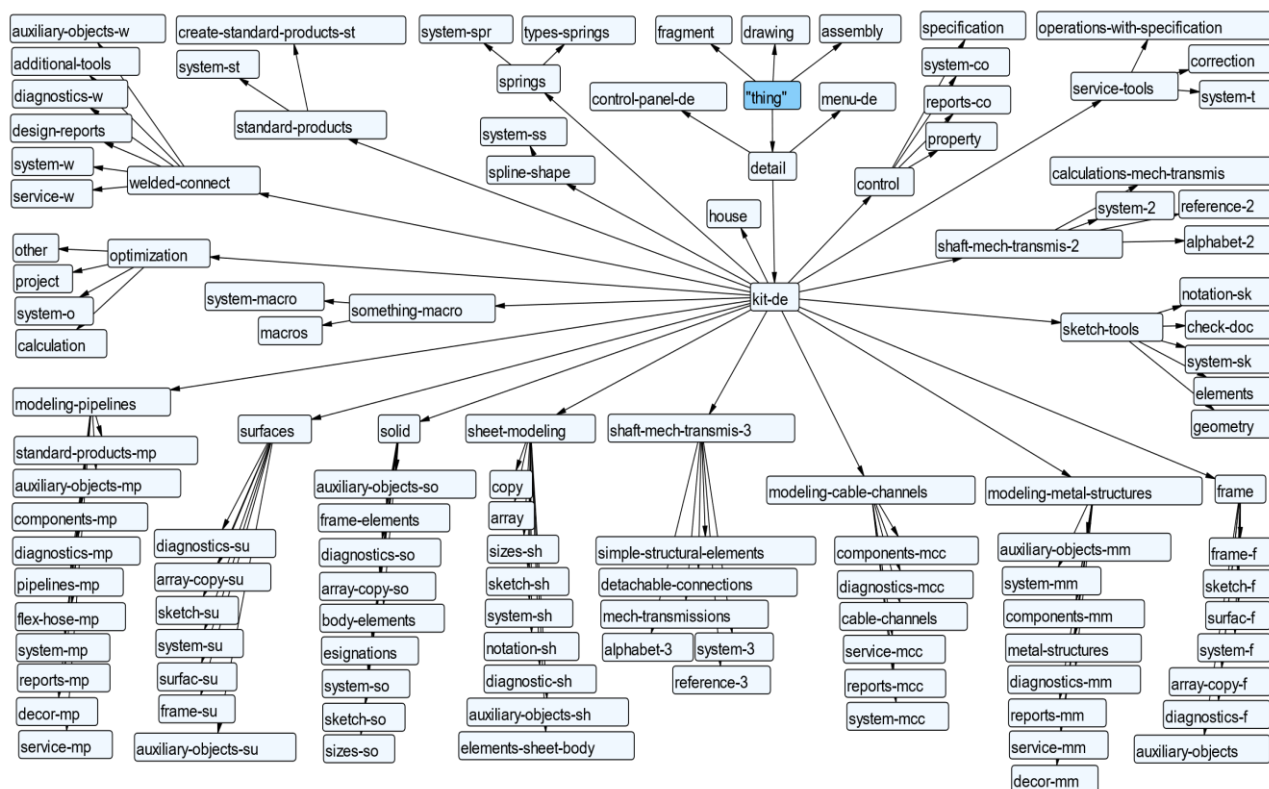 auxiliary-objects-w
additional-tools
diagnostics-w
design-reports
system-w
service-w
welded-connect
create-standard-products-st
system-st
standard-products
system-spr
types-springs
springs
system-ss
spline-shape
fragment
drawing
assembly
"thing"
control-panel-de
menu-de
detail
house
specification
system-co
reports-co
property
control
operations-with-specification
correction
service-tools
system-t
calculations-mech-transmis
system-2
reference-2
shaft-mech-transmis-2
alphabet-2
other
optimization
project
system-o
calculation
system-macro
something-macro
macros
kit-de
notation-sk
sketch-tools
check-doc
system-sk
elements
geometry
modeling-pipelines
standard-products-mp
auxiliary-objects-mp
components-mp
diagnostics-mp
pipelines-mp
flex-hose-mp
system-mp
reports-mp
decor-mp
service-mp
surfaces
diagnostics-su
array-copy-su
sketch-su
system-su
surfac-su
frame-su
auxiliary-objects-su
solid
auxiliary-objects-so
frame-elements
diagnostics-so
array-copy-so
body-elements
esignations
system-so
sketch-so
sizes-so
sheet-modeling
copy
array
sizes-sh
sketch-sh
system-sh
notation-sh
diagnostic-sh
auxiliary-objects-sh
elements-sheet-body
shaft-mech-transmis-3
simple-structural-elements
detachable-connections
mech-transmissions
alphabet-3
system-3
reference-3
modeling-cable-channels
components-mcc
diagnostics-mcc
cable-channels
service-mcc
reports-mcc
system-mcc
modeling-metal-structures
auxiliary-objects-mm
system-mm
components-mm
metal-structures
diagnostics-mm
reports-mm
service-mm
decor-mm
frame
frame-f
sketch-f
surfac-f
system-f
array-copy-f
diagnostics-f
auxiliary-objects